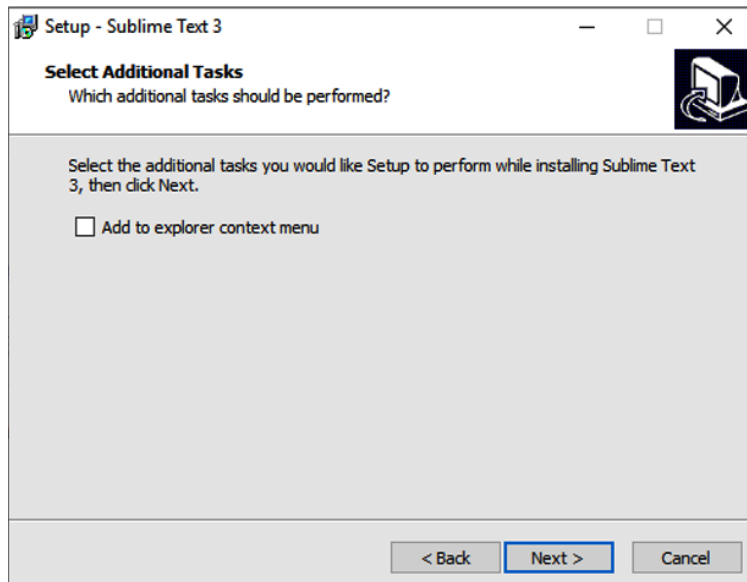 Setup - Sublime Text 3
Select Additional Tasks
Which additional tasks should be performed?
Select the additional tasks you would like Setup to perform while installing Sublime Text
3, then click Next.
Add to explorer context menu
< Back
Next >
Cancel